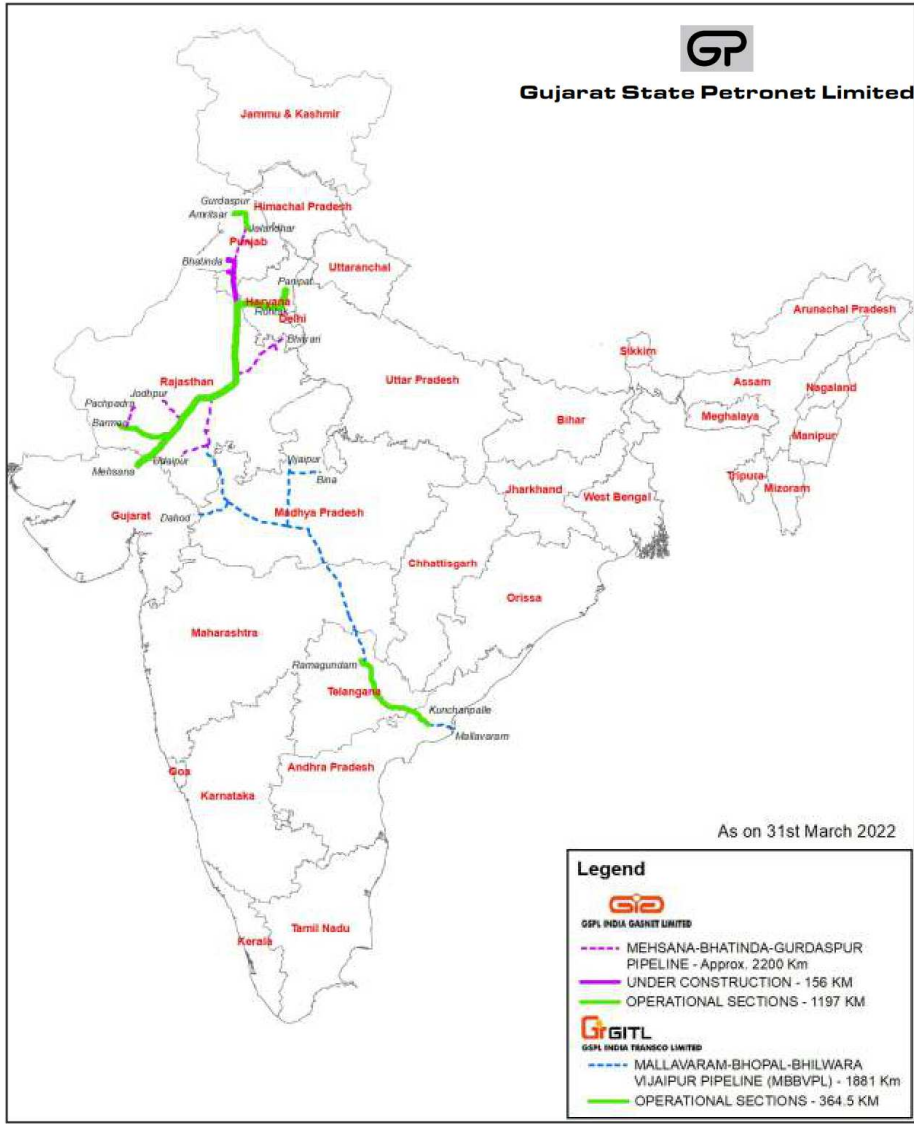 GP
Gujarat State Petronet Limited
Jammu & Kashmir
Gurdaspur
Himachal Pradesh
Amritsar
Jalandhar
Punjab
Bhatinda
Uttaranchal
Panipat
Haryana
Rohtak
Delhi
Arunachal Pradesh
Bhiwari
Sikkim
Rajasthan
Uttar Pradesh
Assam
Nagaland
Jodhpur
Pachpadra
Barmer
Bihar
Meghalaya
Manipur
Udaipur
Mehsana
Vijaipur
Bina
Jharkhand
West Bengal
Tripura
Mizoram
Gujarat
Dahod
Madhya Pradesh
Chhattisgarh
Orissa
Maharashtra
Ramagundam
Telangana
Kunchanpalle
Mallavaram
Goa
Andhra Pradesh
Karnataka
Kerala
Tamil Nadu
As on 31st March 2022
Legend
GIG
GSPL INDIA GASNET LIMITED
MEHSANA-BHATINDA-GURDASPUR
PIPELINE - Approx. 2200 Km
UNDER CONSTRUCTION - 156 KM
OPERATIONAL SECTIONS - 1197 KM
GITL
GSPL INDIA TRANSCO LIMITED
MALLAVARAM-BHOPAL-BHILWARA
VIJAIPUR PIPELINE (MBBVPL) - 1881 Km
OPERATIONAL SECTIONS - 364.5 KM